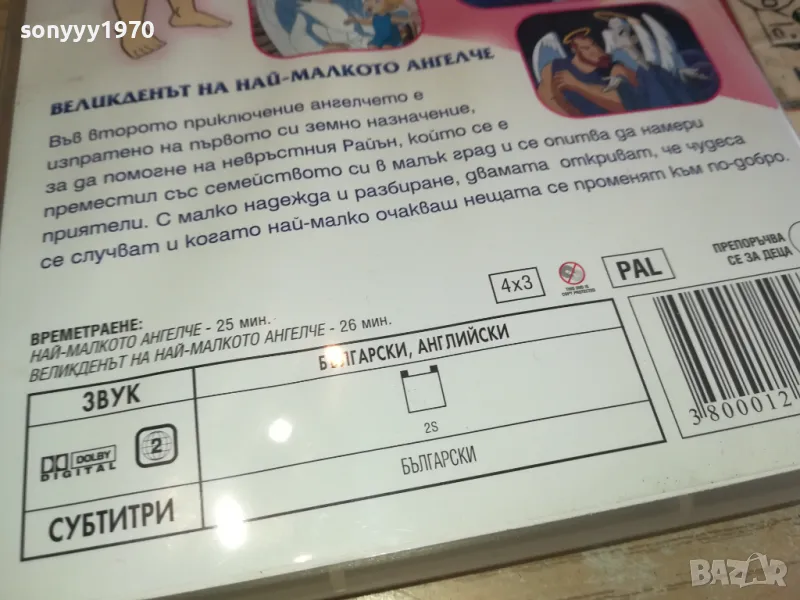 sonyyy1970
ВЕЛИКДЕНЪТ НА НАЙ-МАЛКОТО АНГЕЛЧЕ
Във второто приключение ангелчето е
изпратено на първото си земно назначение,
за да помогне на невръстния Райън, който се е
преместил със семейството си в малък град и се опитва да намери
приятели. С малко надежда и разбиране, двамата откриват, че чудеса
се случват и когато най-малко очакваш нещата се променят към по-добро.
4x3
PAL
ПРЕПОРЪЧВА
СЕ ЗА ДЕЦА
ВРЕМЕТРАЕНЕ:
НАЙ-МАЛКОТО АНГЕЛЧЕ - 25 мин.
ВЕЛИКДЕНЪТ НА НАЙ-МАЛКОТО АНГЕЛЧЕ - 26 мин.
ЗВУК
БЪЛГАРСКИ, АНГЛИЙСКИ
DOLBY
DIGITAL
2
2S
СУБТИТРИ
БЪЛГАРСКИ
3800012
BAZAR.bg